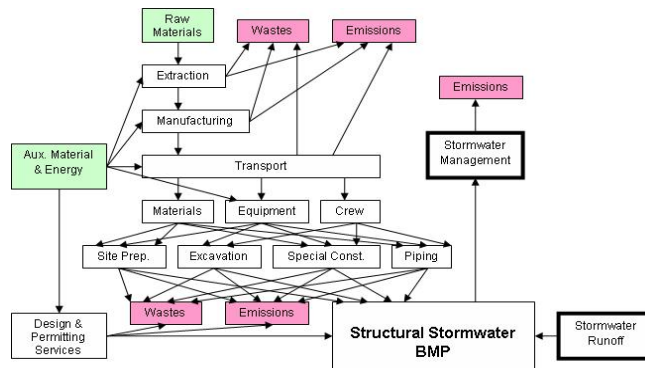 Raw
Materials
Wastes
Emissions
Extraction
Emissions
Manufacturing
Stormwater
Management
Aux. Material
& Energy
Transport
Materials
Equipment
Crew
Site Prep.
Excavation
Special Const.
Piping
Wastes
Emissions
Design &
Permitting
Services
Structural Stormwater
BMP
Stormwater
Runoff